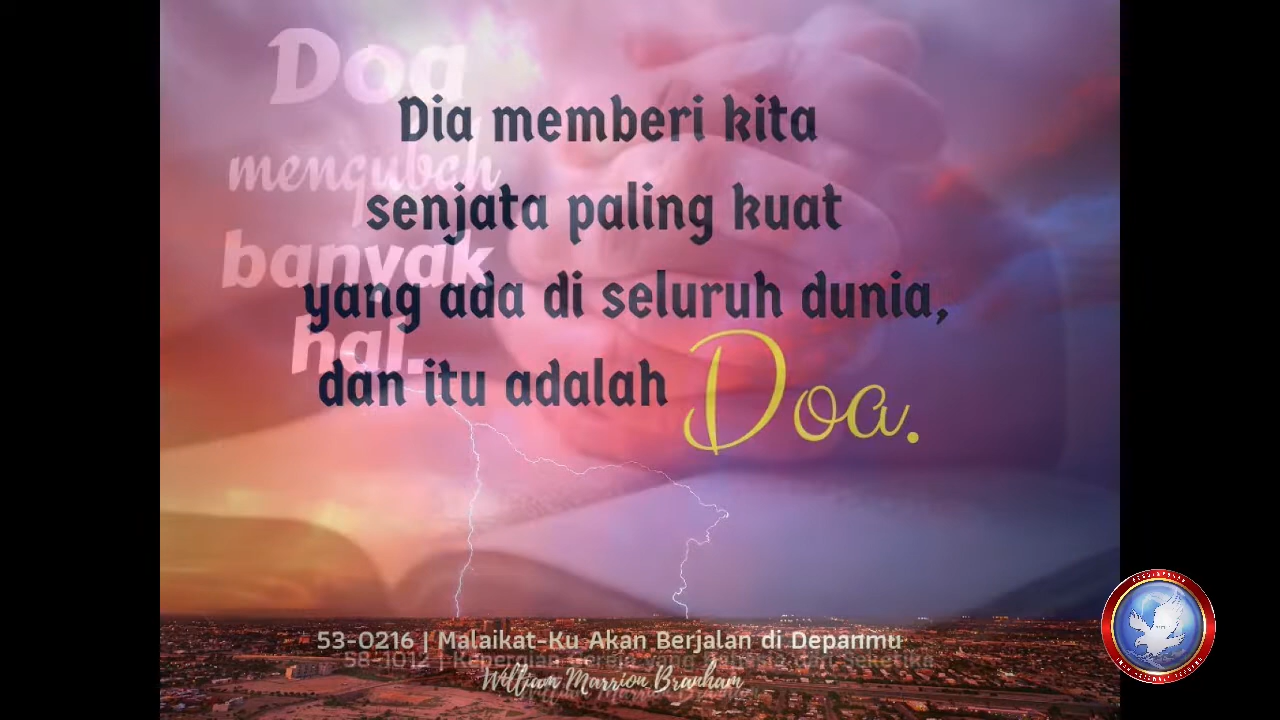 Doa
mengubah
banyak
hal.
Dia memberi kita
senjata paling kuat
yang ada di seluruh dunia,
dan itu adalah Doa.
53-0216 | Malaikat-Ku Akan Berjalan di Depanmu
58-1012 |
William Marrion Branham